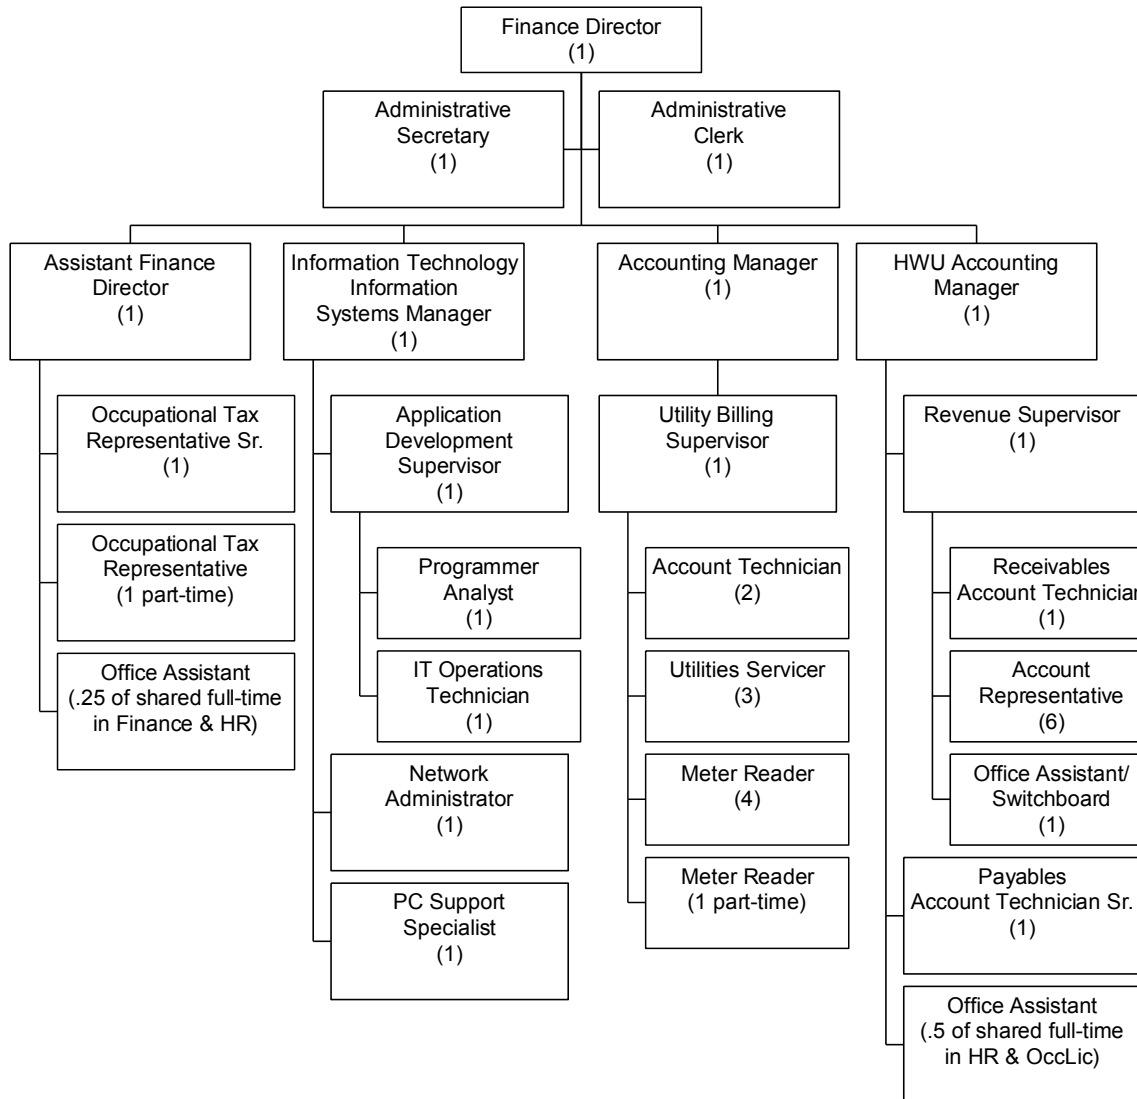 Finance Director
(1)
Administrative
Secretary
(1)
Administrative
Clerk
(1)
Assistant Finance
Director
(1)
Information Technology
Information
Systems Manager
(1)
Accounting Manager
(1)
HWU Accounting
Manager
(1)
Occupational Tax
Representative Sr.
(1)
Occupational Tax
Representative
(1 part-time)
Office Assistant
(.25 of shared full-time
in Finance & HR)
Application
Development
Supervisor
(1)
Programmer
Analyst
(1)
IT Operations
Technician
(1)
Network
Administrator
(1)
PC Support
Specialist
(1)
Utility Billing
Supervisor
(1)
Account Technician
(2)
Utilities Servicer
(3)
Meter Reader
(4)
Meter Reader
(1 part-time)
Revenue Supervisor
(1)
Receivables
Account Technician
(1)
Account
Representative
(6)
Office Assistant/
Switchboard
(1)
Payables
Account Technician Sr.
(1)
Office Assistant
(.5 of shared full-time
in HR & OccLic)